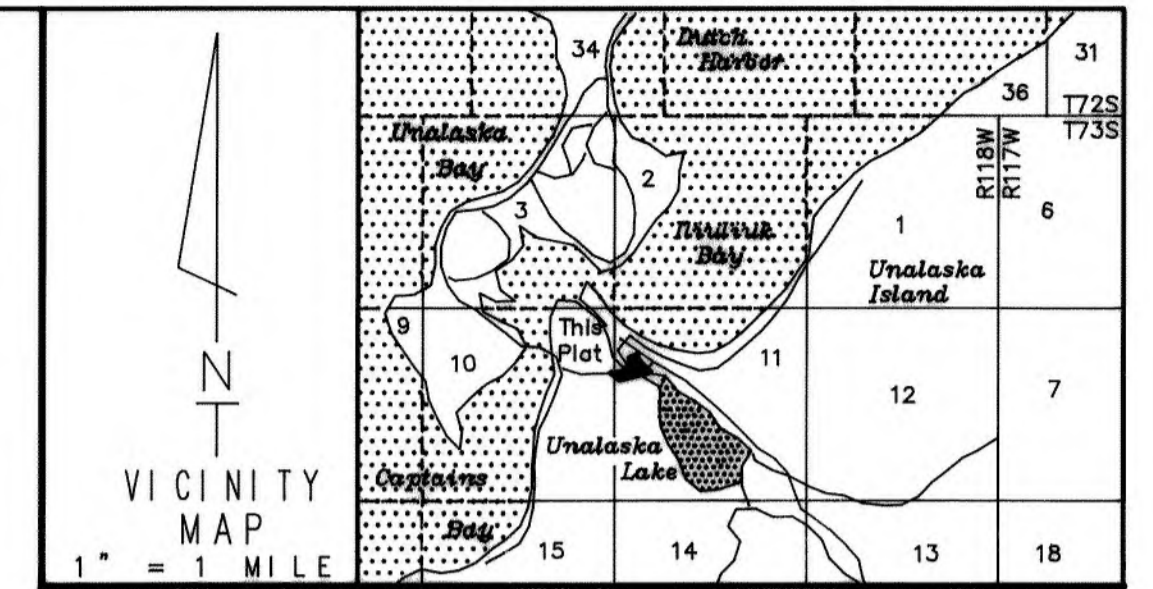 VICINITY
MAP
1" = 1 MILE
N
34
Dutch
Harbor
31
36
T72S
T73S
R118W
R117W
Unalaska
Bay
2
3
1
6
Iliuliuk
Bay
Unalaska
Island
9
10
This
Plat
11
12
7
Unalaska
Lake
Captains
Bay
15
14
13
18